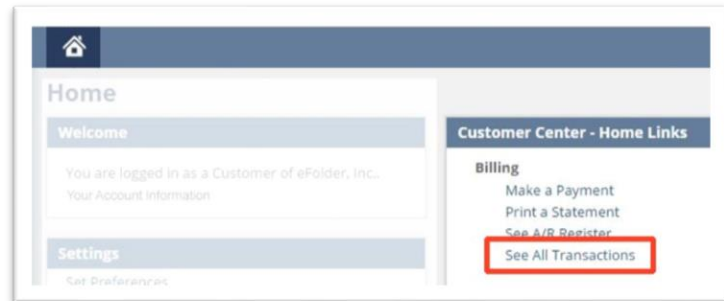 Home
Welcome
You are logged in as a Customer of eFolder, Inc..
Your Account Information
Settings
Set Preferences
Customer Center - Home Links
Billing
Make a Payment
Print a Statement
See A/R Register
See All Transactions